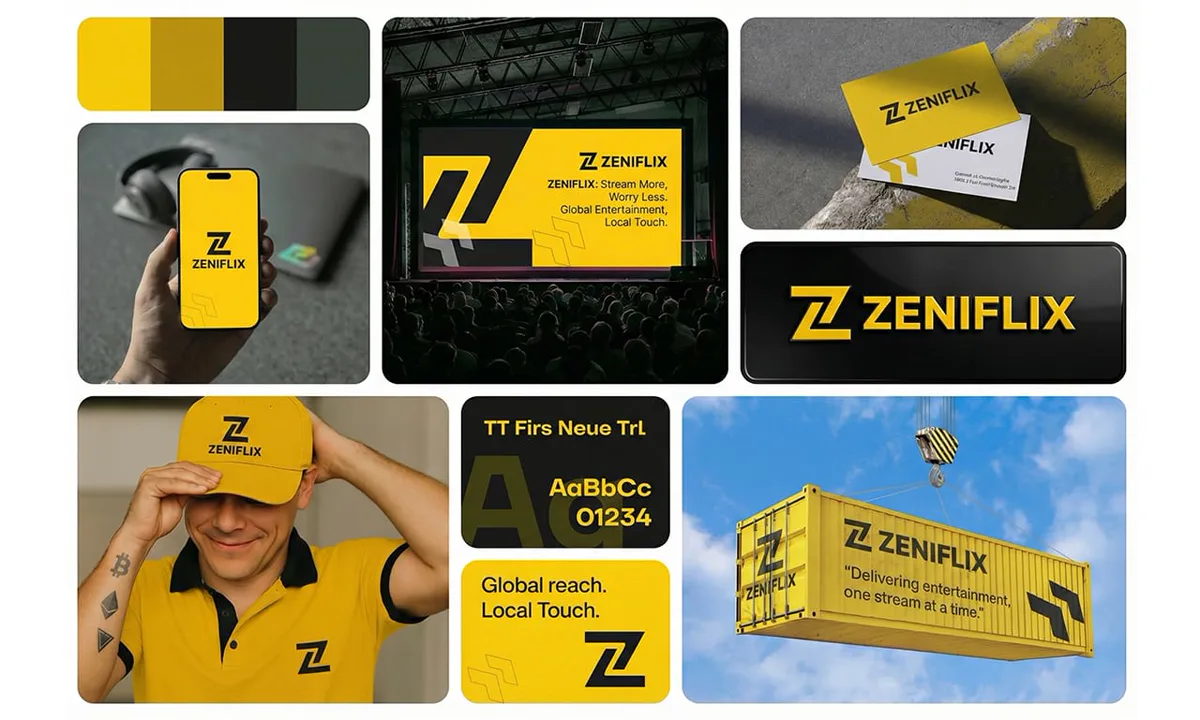 ZENIFLIX
ZENIFLIX
ZENIFLIX: Stream More,
Worry Less.
Global Entertainment,
Local Touch.
ZENIFLIX
ZENIFLIX
ZENIFLIX
TT Firs Neue Trl
Aa
AaBbCc
01234
Global reach.
Local Touch.
ZENIFLIX
ZENIFLIX
"Delivering entertainment,
one stream at a time."